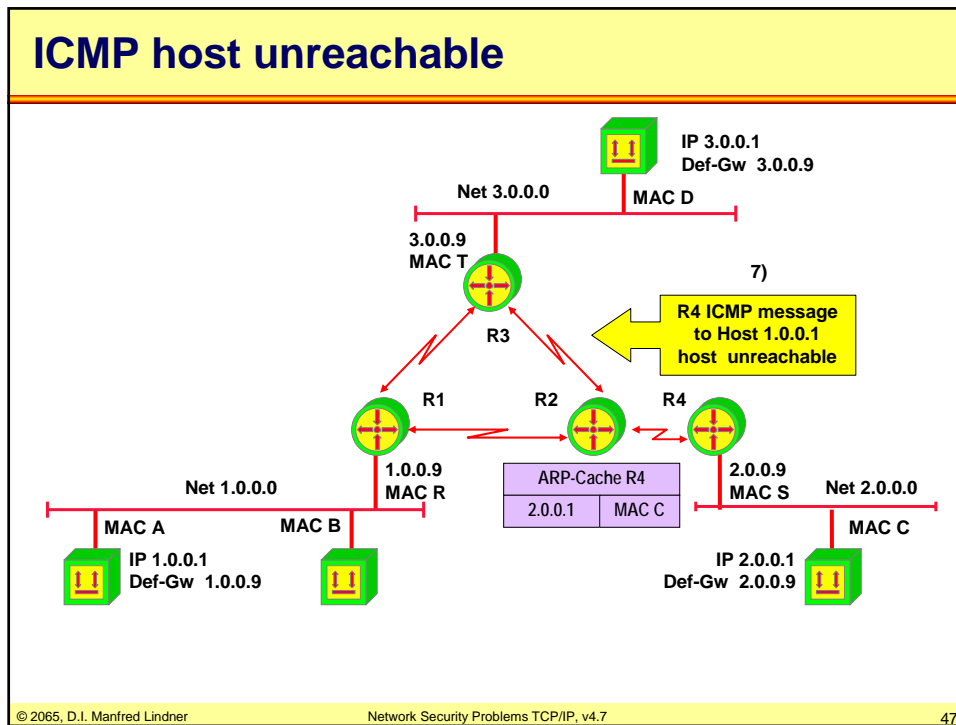 ICMP host unreachable
IP 3.0.0.1
Def-Gw  3.0.0.9
Net 3.0.0.0
MAC D
3.0.0.9
MAC T
7)
R4 ICMP message
to Host 1.0.0.1
host  unreachable
R3
R1
R2
R4
1.0.0.9
MAC R
ARP-Cache R4
2.0.0.1
MAC C
2.0.0.9
MAC S
Net 1.0.0.0
Net 2.0.0.0
MAC A
MAC B
MAC C
IP 1.0.0.1
Def-Gw  1.0.0.9
IP 2.0.0.1
Def-Gw  2.0.0.9
© 2065, D.I. Manfred Lindner
Network Security Problems TCP/IP, v4.7
47